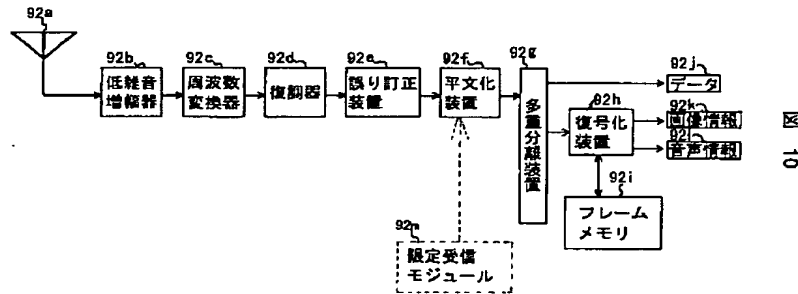 92a
92b
低雑音
増幅器
92c
周波数
変換器
92d
復調器
92e
誤り訂正
装置
92f
平文化
装置
92g
多重分離装置
92h
復号化
装置
92i
フレーム
メモリ
92j
データ
92k
画像情報
92l
音声情報
92m
限定受信
モジュール
図 10